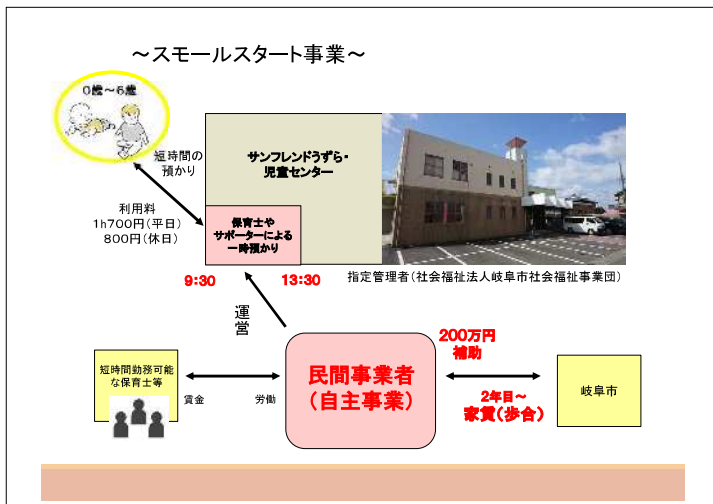 ～スモールスタート事業～
0歳～6歳
短時間の
預かり
サンフレンドうずら・
児童センター
利用料
1h700円(平日)
800円(休日)
保育士や
サポーターによる
一時預かり
9:30
13:30
指定管理者(社会福祉法人岐阜市社会福祉事業団)
運営
200万円
補助
短時間勤務可能
な保育士等
賃金
労働
民間事業者
(自主事業)
2年目～
家賃(歩合)
岐阜市